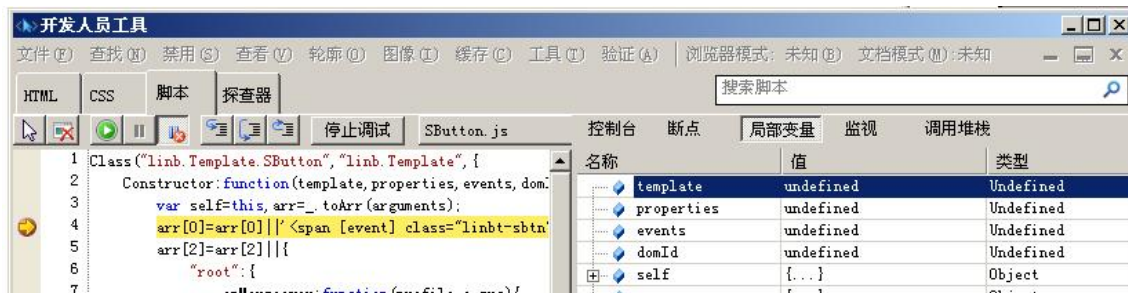 开发人员工具
文件(F) 查找(N) 禁用(S) 查看(V) 轮廓(O) 图像(I) 缓存(C) 工具(T) 验证(A) 浏览器模式: 未知(B) 文档模式(M):未知
HTML CSS 脚本 探查器 搜索脚本
停止调试 SButton.js 控制台 断点 局部变量 监视 调用堆栈
名称 值 类型
1 Class("linb.Template.SButton","linb.Template",{
2 Constructor:function(template,properties,events,dom
3 var self=this,arr=_.toArr(arguments);
4 arr[0]=arr[0]||'<span [event] class="linbt-sbtn"
5 arr[2]=arr[2]||{
6 "root":{
7
template undefined Undefined
properties undefined Undefined
events undefined Undefined
domId undefined Undefined
self {...} Object